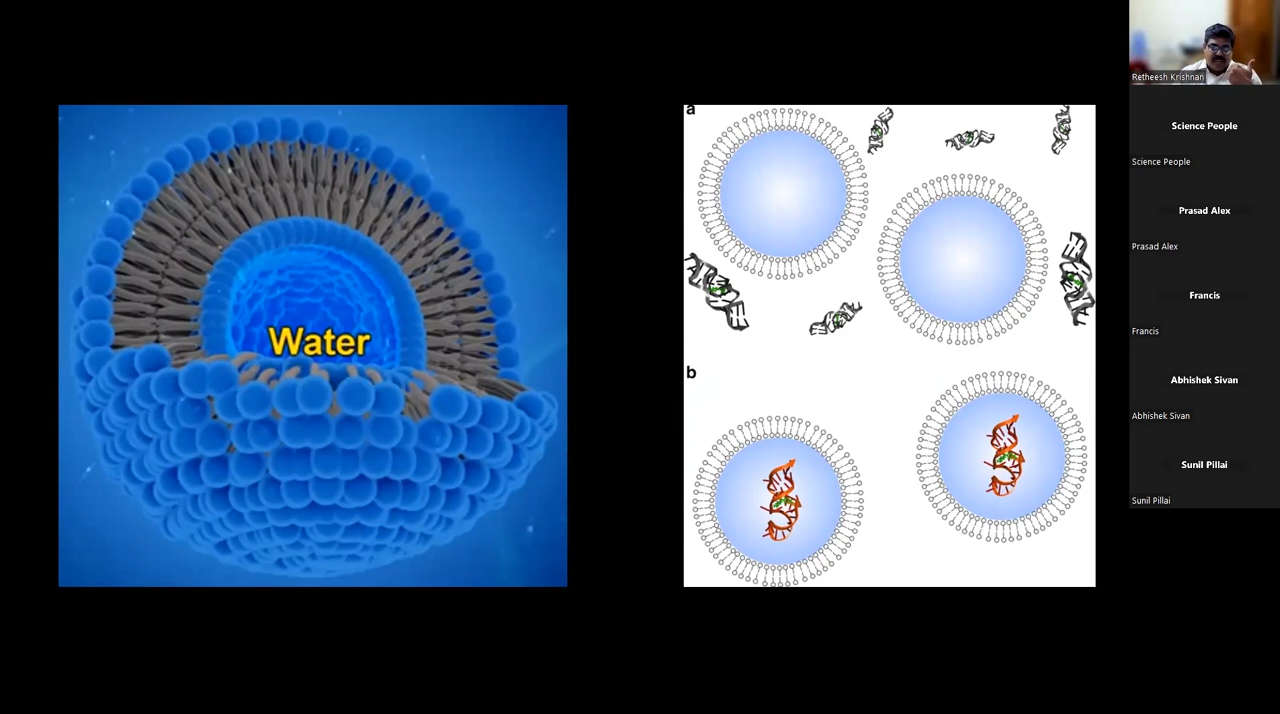 Water
a
b
Retheesh Krishnan
Science People
Science People
Prasad Alex
Prasad Alex
Francis
Francis
Abhishek Sivan
Abhishek Sivan
Sunil Pillai
Sunil Pillai